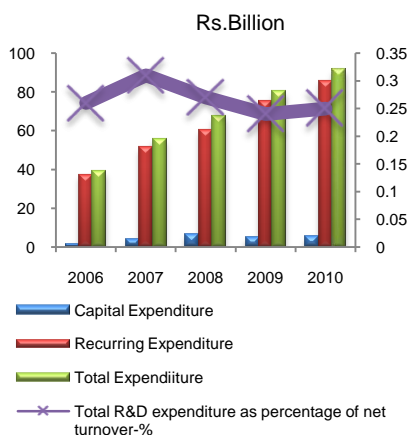 Rs.Billion
100 0.35
0.3
80
0.25
60
0.2
0.15
40
0.1
20
0.05
0 0
2006 2007 2008 2009 2010
Capital Expenditure
Recurring Expenditure
Total Expendiiture
Total R&D expenditure as percentage of net
turnover-%